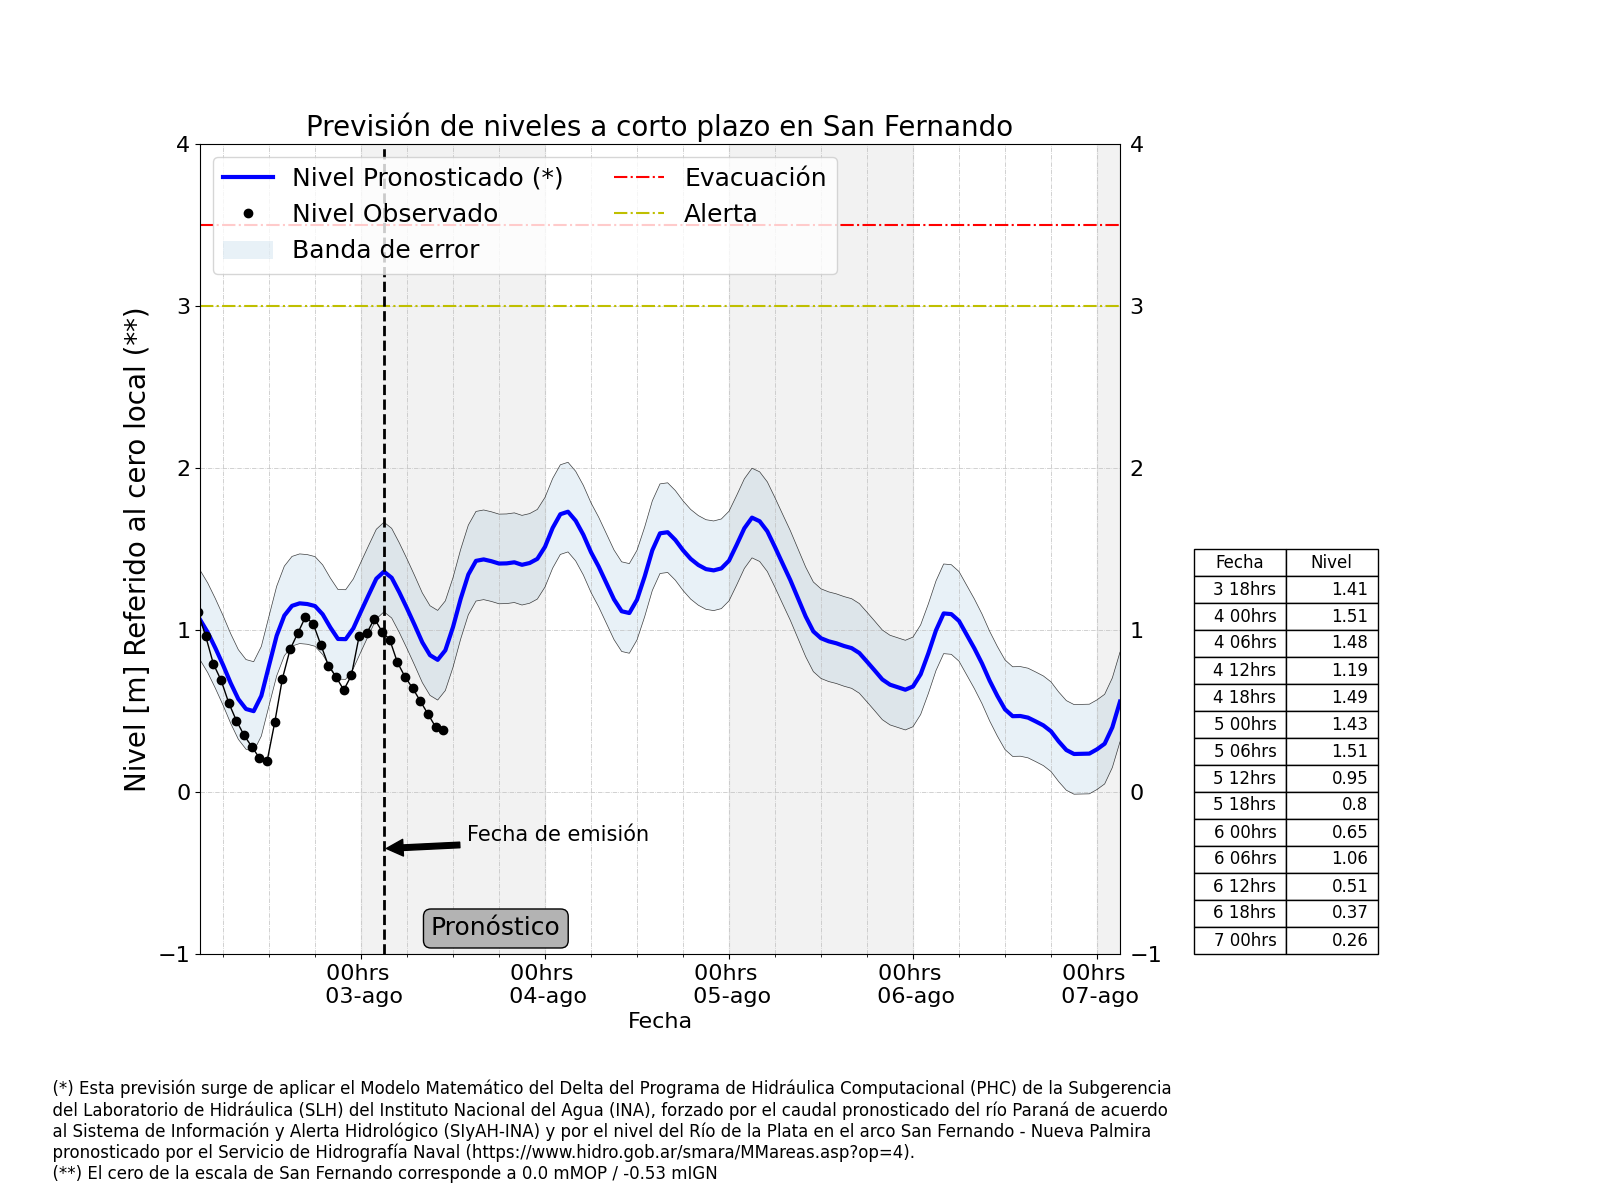 Previsión de niveles a corto plazo en San Fernando
Nivel Pronosticado (*)
Nivel Observado
Banda de error
Evacuación
Alerta
Nivel [m] Referido al cero local (**)
4
3
2
1
0
−1
4
3
2
1
0
−1
Fecha de emisión
Pronóstico
00hrs
03-ago
00hrs
04-ago
00hrs
05-ago
00hrs
06-ago
00hrs
07-ago
Fecha
Fecha Nivel
3 18hrs 1.41
4 00hrs 1.51
4 06hrs 1.48
4 12hrs 1.19
4 18hrs 1.49
5 00hrs 1.43
5 06hrs 1.51
5 12hrs 0.95
5 18hrs 0.8
6 00hrs 0.65
6 06hrs 1.06
6 12hrs 0.51
6 18hrs 0.37
7 00hrs 0.26
(*) Esta previsión surge de aplicar el Modelo Matemático del Delta del Programa de Hidráulica Computacional (PHC) de la Subgerencia
del Laboratorio de Hidráulica (SLH) del Instituto Nacional del Agua (INA), forzado por el caudal pronosticado del río Paraná de acuerdo
al Sistema de Información y Alerta Hidrológico (SIyAH-INA) y por el nivel del Río de la Plata en el arco San Fernando - Nueva Palmira
pronosticado por el Servicio de Hidrografía Naval (https://www.hidro.gob.ar/smara/MMareas.asp?op=4).
(**) El cero de la escala de San Fernando corresponde a 0.0 mMOP / -0.53 mIGN